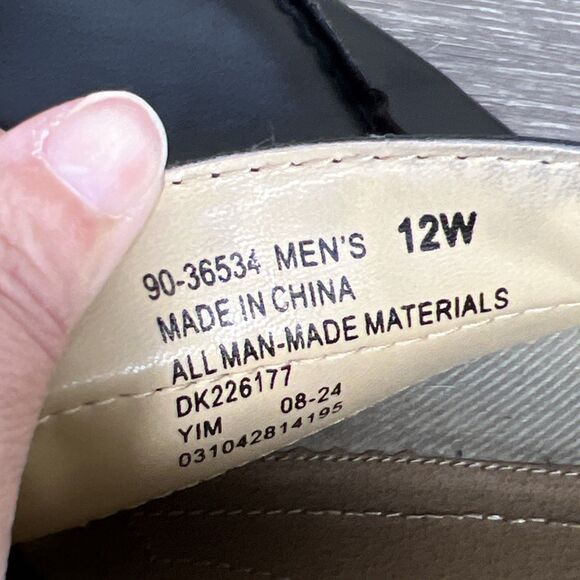 90-36534 MEN'S 12W
MADE IN CHINA
ALL MAN-MADE MATERIALS
DK226177
YIM 08-24
031042814195